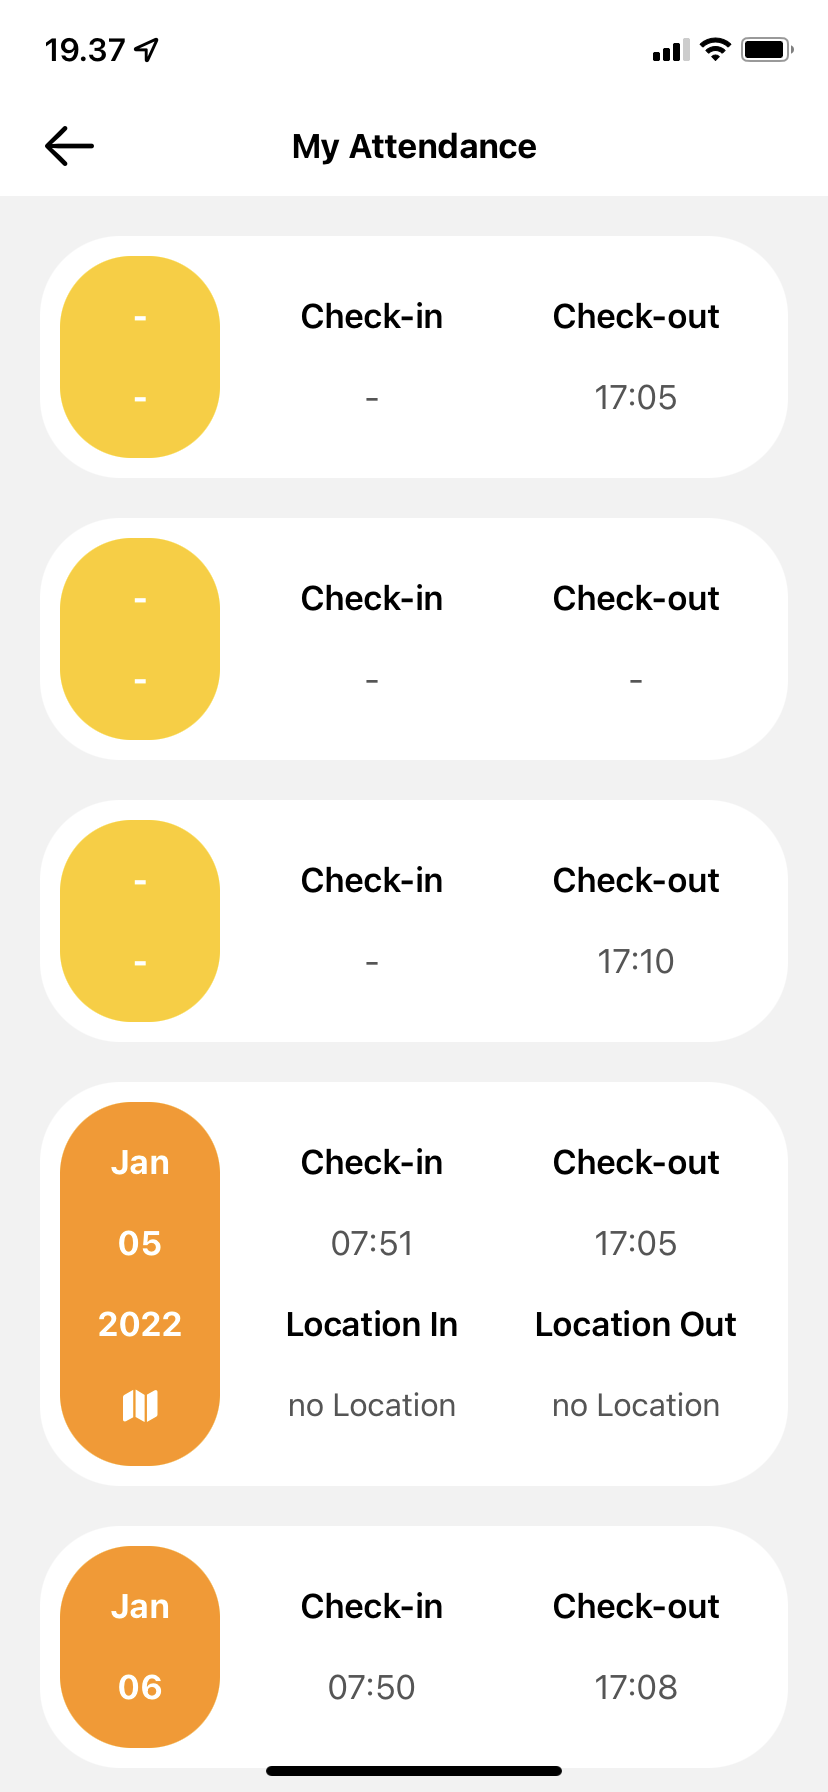 19.37
My Attendance
- Check-in Check-out
- - 17:05
- Check-in Check-out
- - -
- Check-in Check-out
- - 17:10
Jan Check-in Check-out
05 07:51 17:05
2022 Location In Location Out
no Location no Location
Jan Check-in Check-out
06 07:50 17:08